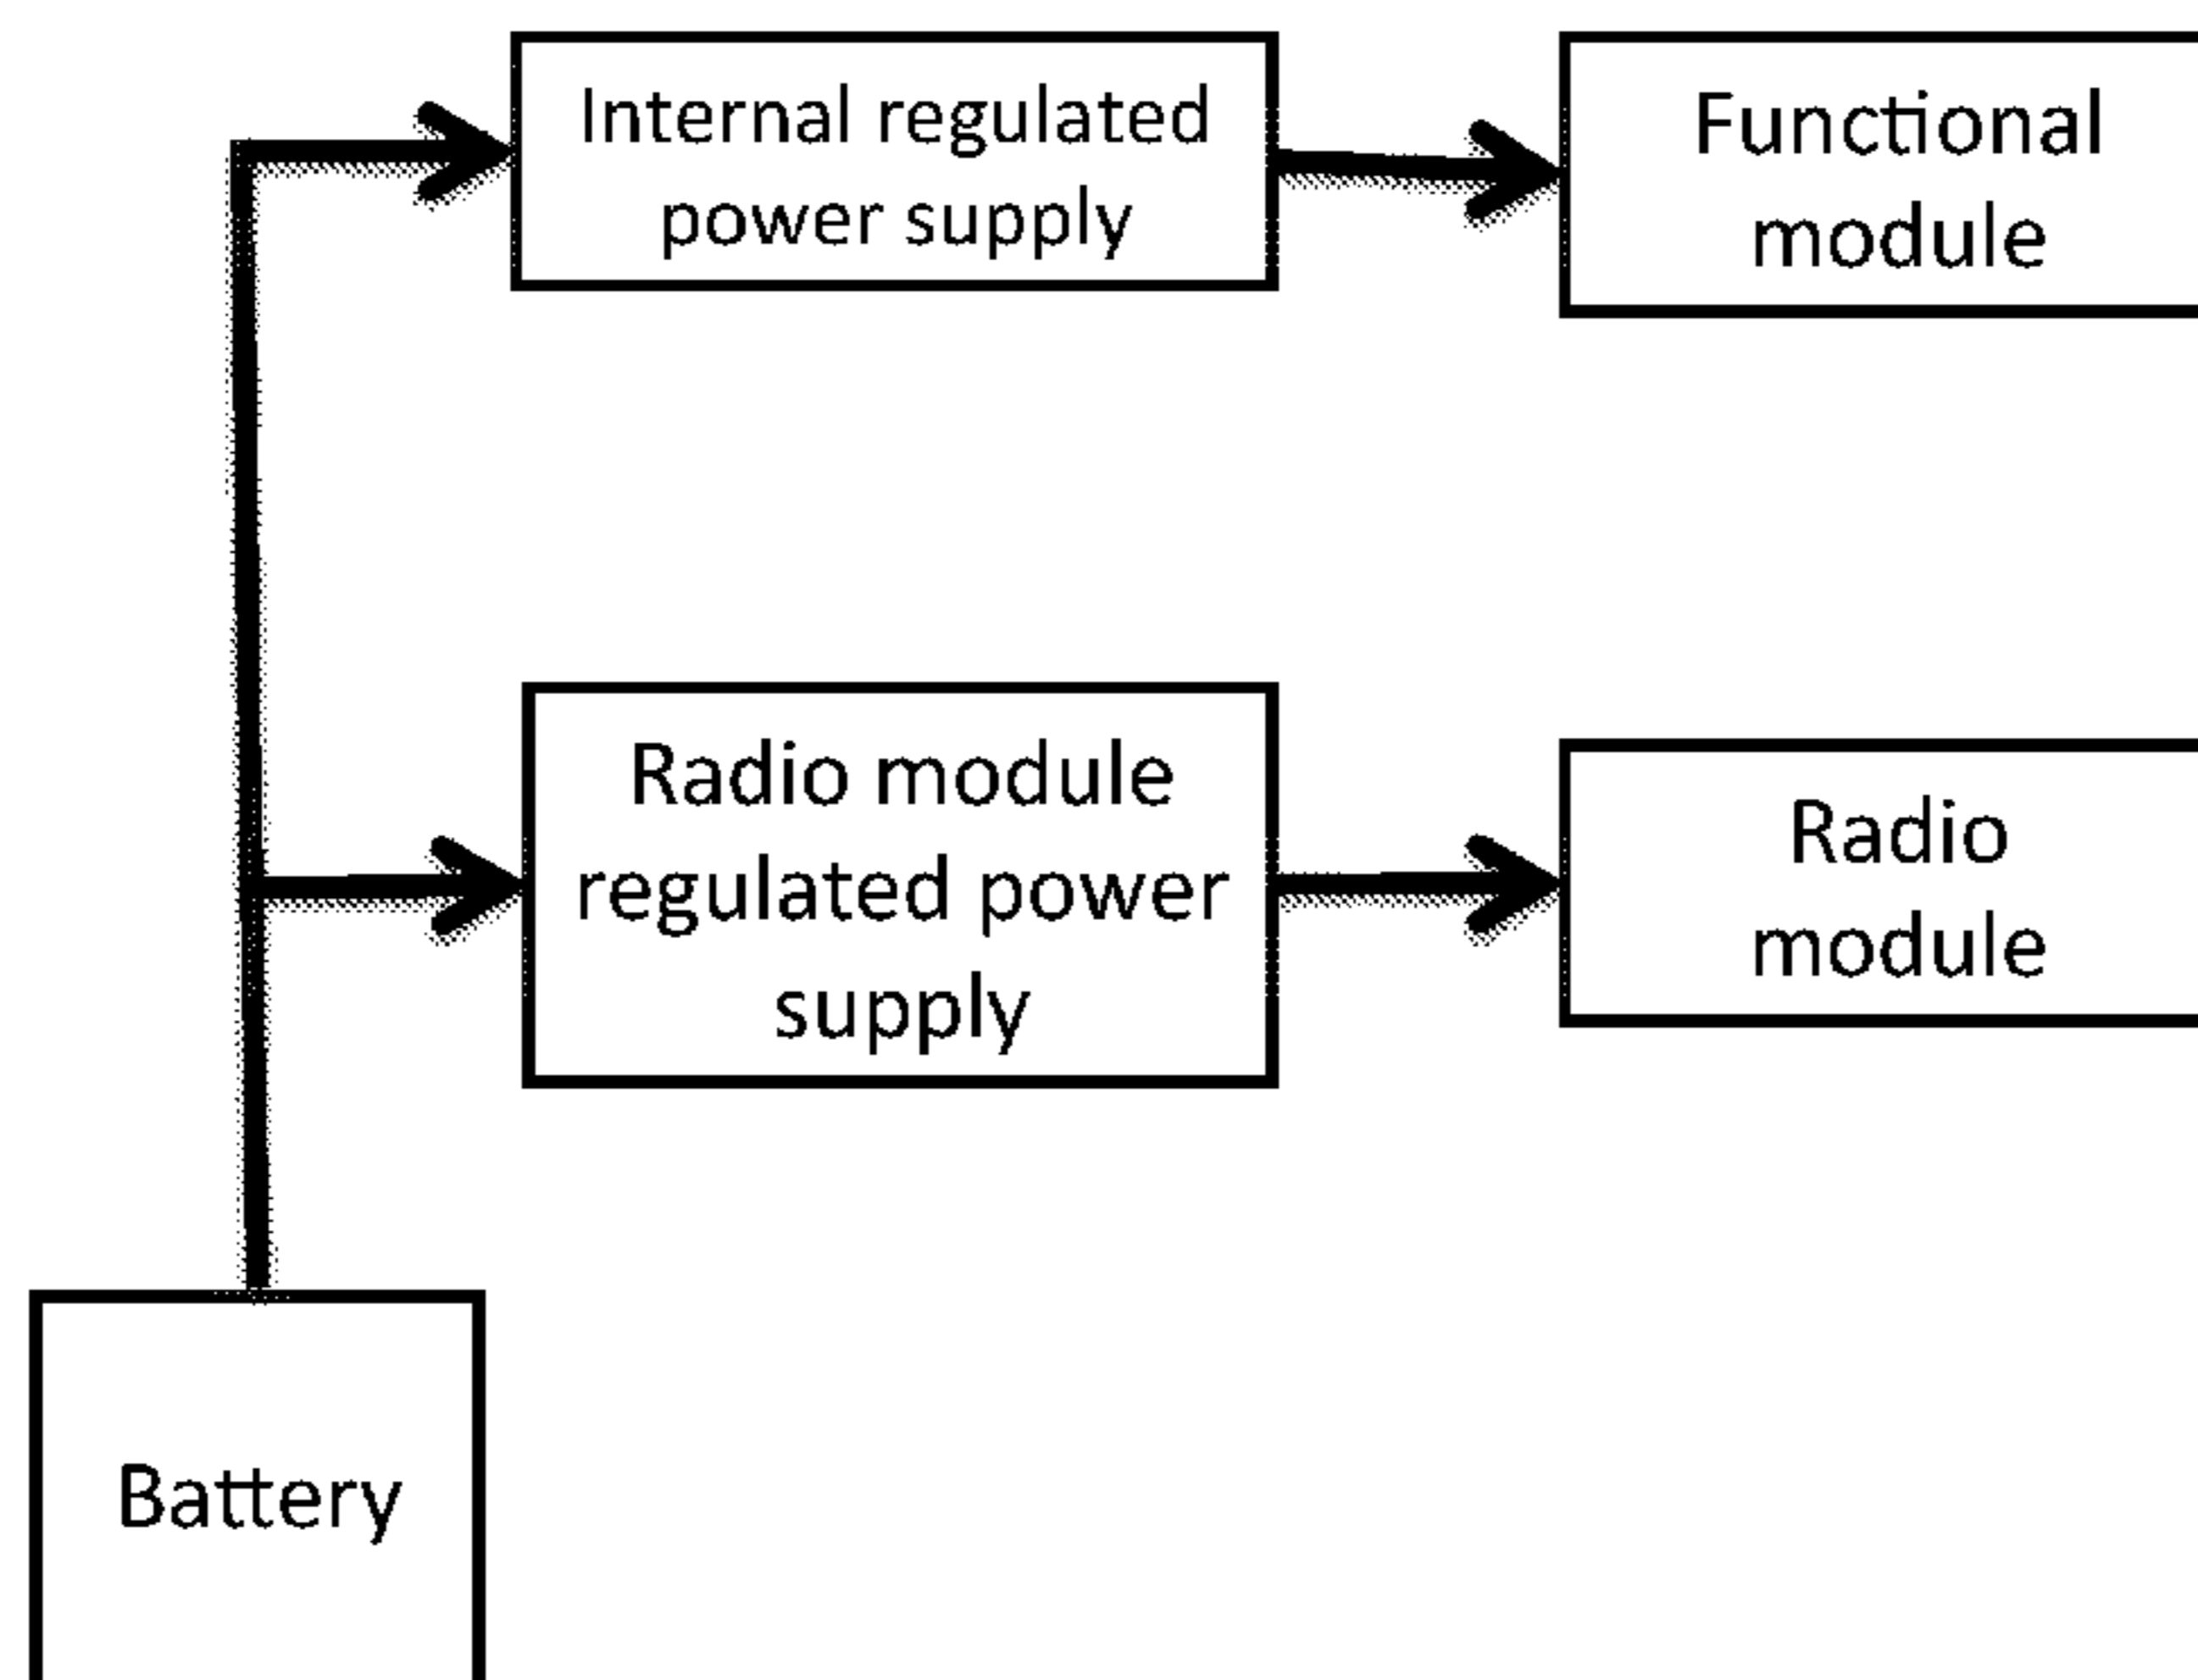 Internal regulated
power supply
Functional
module
Radio module
regulated power
supply
Radio
module
Battery